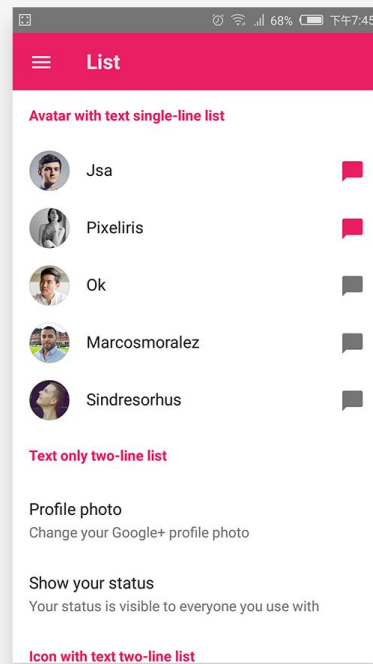 68% 下午7:45
List
Avatar with text single-line list
Jsa
Pixeliris
Ok
Marcosmoralez
Sindresorhus
Text only two-line list
Profile photo
Change your Google+ profile photo
Show your status
Your status is visible to everyone you use with
Icon with text two-line list